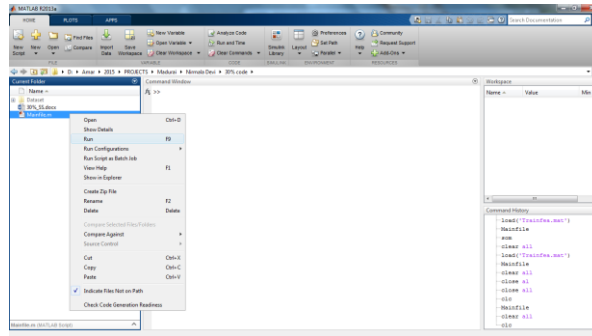 MATLAB R2013a
HOME PLOTS APPS
Search Documentation
New Script New Open Find Files Compare Import Data Save Workspace New Variable Open Variable Clear Workspace Analyze Code Run and Time Clear Commands Simulink Library Layout Preferences Set Path Parallel Help Community Request Support Add-Ons
FILE VARIABLE CODE SIMULINK ENVIRONMENT RESOURCES
D: Amar 2015 PROJECTS Madurai Nirmala Devi 30% code
Current Folder
Name
Dataset
30%_SS.docx
Mainfile.m
Command Window
fx >>
Open Ctrl+D
Show Details
Run F9
Run Configurations
Run Script as Batch Job
View Help F1
Show in Explorer
Create Zip File
Rename F2
Delete Delete
Compare Selected Files/Folders
Compare Against
Source Control
Cut Ctrl+X
Copy Ctrl+C
Paste Ctrl+V
Indicate Files Not on Path
Check Code Generation Readiness
Workspace
Name Value Min
Command History
load('Trainfea.mat')
Mainfile
som
clear all
load('Trainfea.mat')
Mainfile
clear all
close al
close all
clc
Mainfile
clear all
clc
Mainfile.m (MATLAB Script)